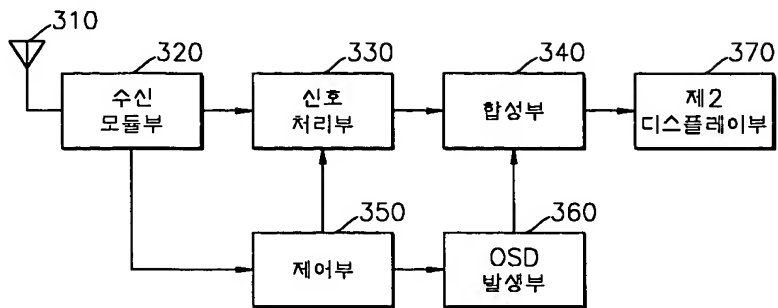 310
320
330
340
370
수신
모듈부
신호
처리부
합성부
제2
디스플레이부
350
360
제어부
OSD
발생부